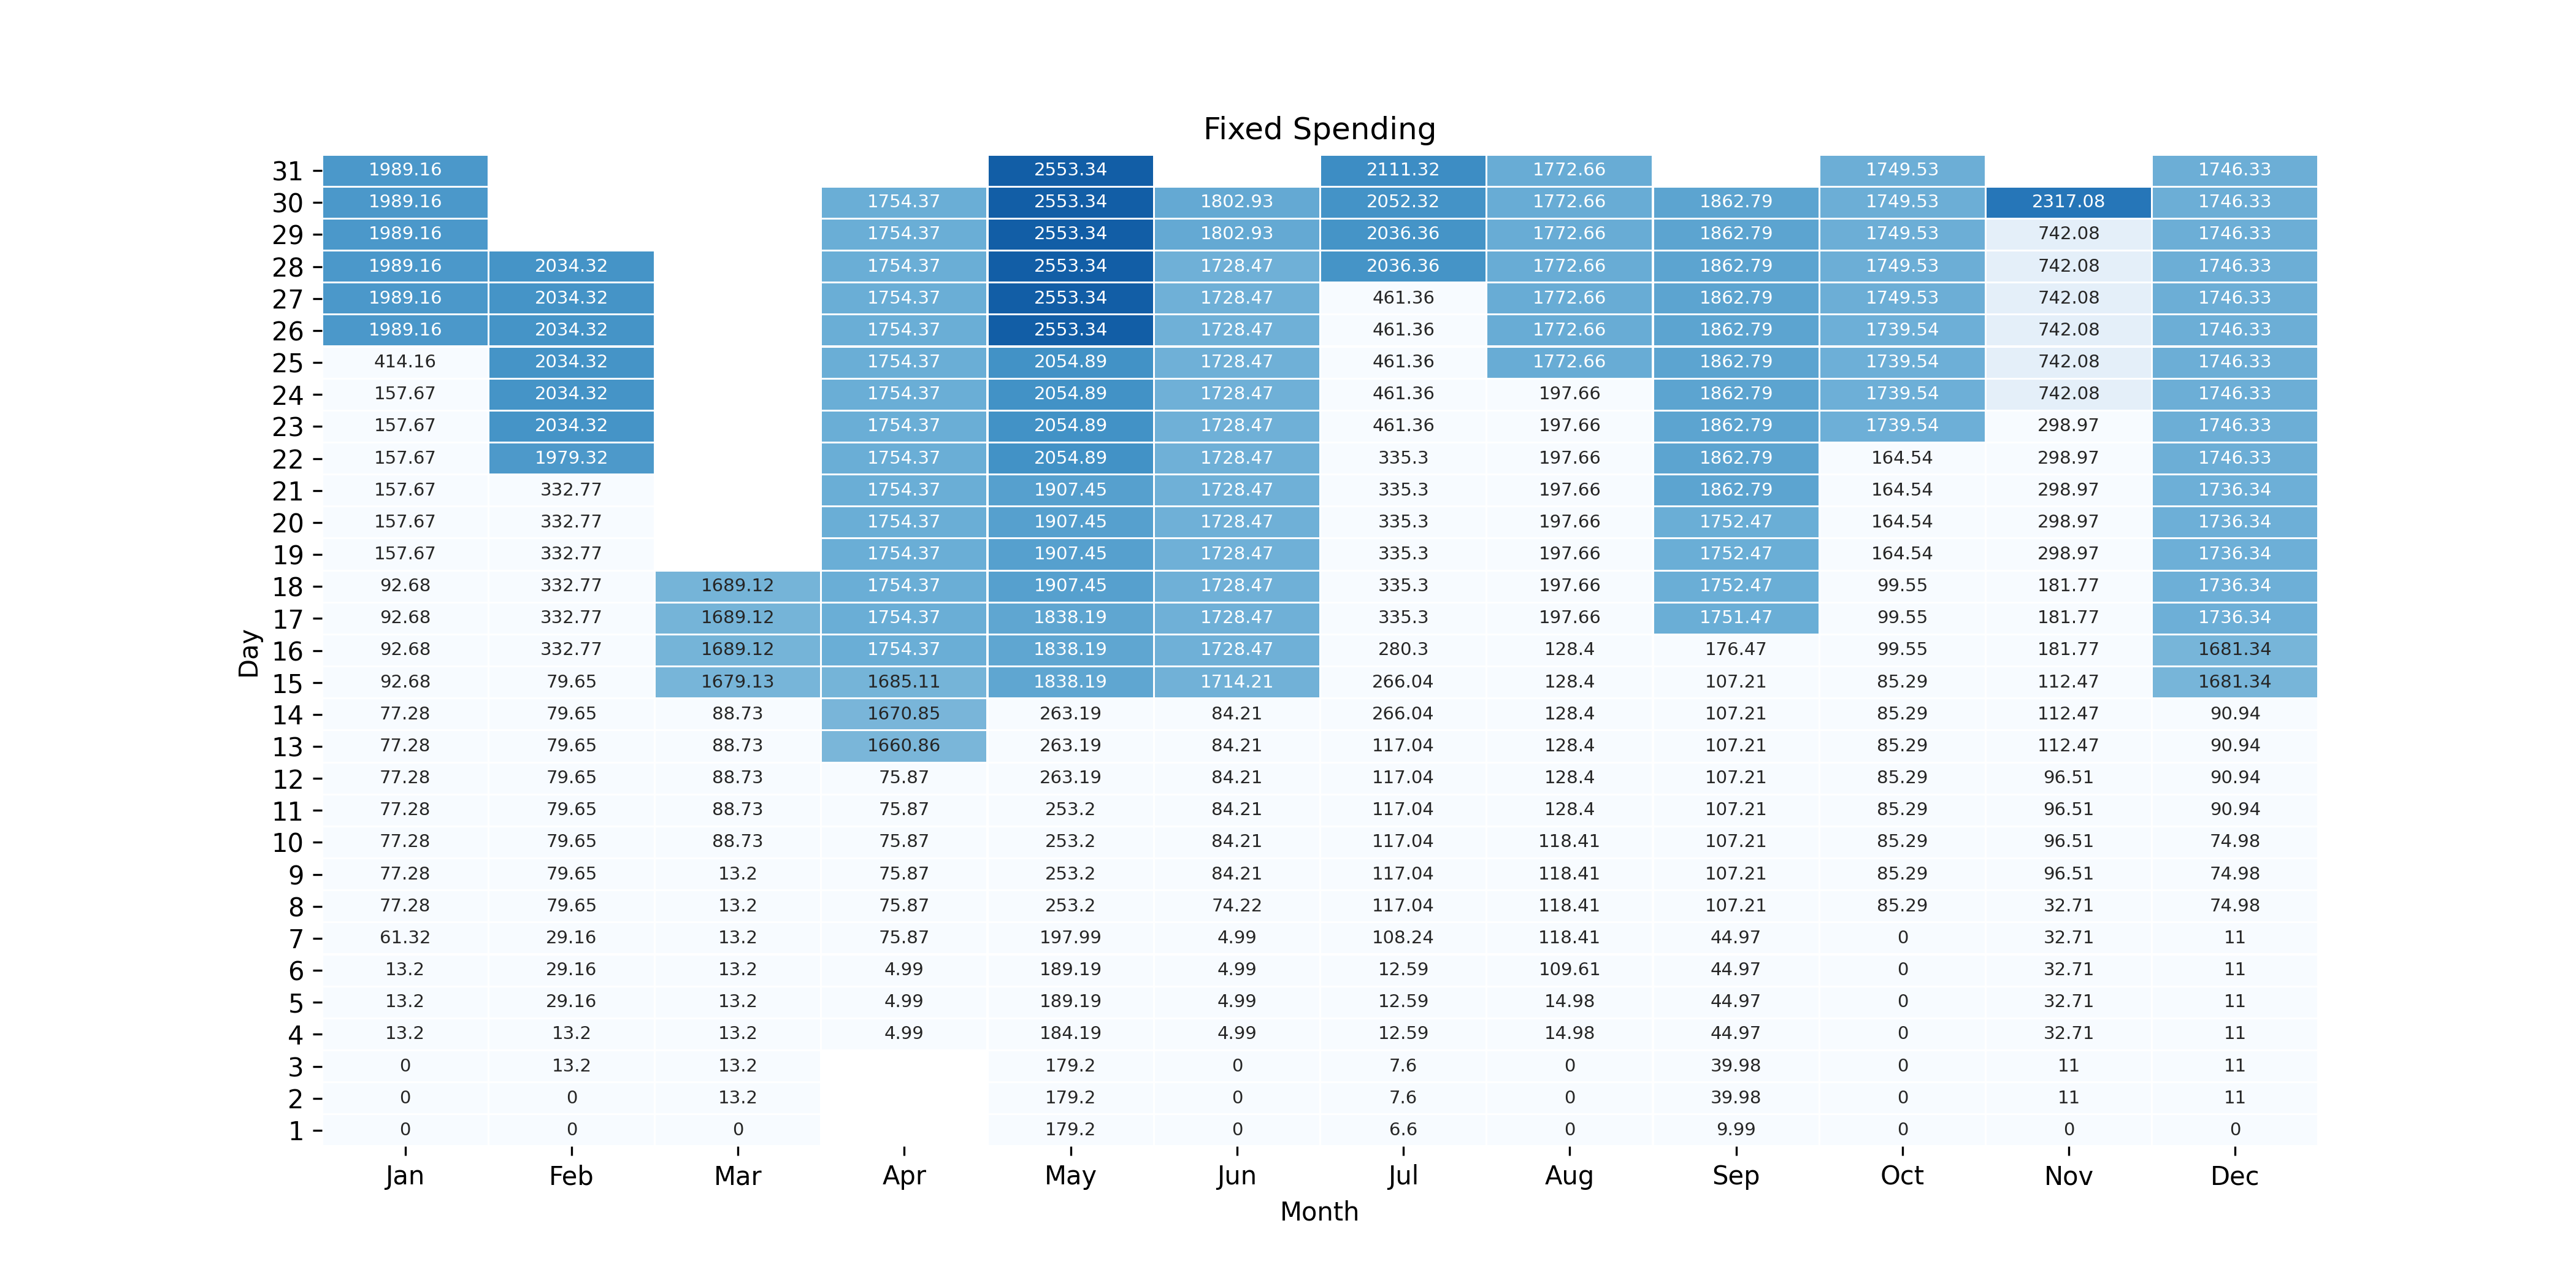 Fixed Spending
31 1989.16 2553.34 2111.32 1772.66 1749.53 1746.33
30 1989.16 1754.37 2553.34 1802.93 2052.32 1772.66 1862.79 1749.53 2317.08 1746.33
29 1989.16 1754.37 2553.34 1802.93 2036.36 1772.66 1862.79 1749.53 742.08 1746.33
28 1989.16 2034.32 1754.37 2553.34 1728.47 2036.36 1772.66 1862.79 1749.53 742.08 1746.33
27 1989.16 2034.32 1754.37 2553.34 1728.47 461.36 1772.66 1862.79 1749.53 742.08 1746.33
26 1989.16 2034.32 1754.37 2553.34 1728.47 461.36 1772.66 1862.79 1739.54 742.08 1746.33
25 414.16 2034.32 1754.37 2054.89 1728.47 461.36 1772.66 1862.79 1739.54 742.08 1746.33
24 157.67 2034.32 1754.37 2054.89 1728.47 461.36 197.66 1862.79 1739.54 742.08 1746.33
23 157.67 2034.32 1754.37 2054.89 1728.47 461.36 197.66 1862.79 1739.54 298.97 1746.33
22 157.67 1979.32 1754.37 2054.89 1728.47 335.3 197.66 1862.79 164.54 298.97 1746.33
21 157.67 332.77 1754.37 1907.45 1728.47 335.3 197.66 1862.79 164.54 298.97 1736.34
20 157.67 332.77 1754.37 1907.45 1728.47 335.3 197.66 1752.47 164.54 298.97 1736.34
19 157.67 332.77 1754.37 1907.45 1728.47 335.3 197.66 1752.47 164.54 298.97 1736.34
18 92.68 332.77 1689.12 1754.37 1907.45 1728.47 335.3 197.66 1752.47 99.55 181.77 1736.34
17 92.68 332.77 1689.12 1754.37 1838.19 1728.47 335.3 197.66 1751.47 99.55 181.77 1736.34
16 92.68 332.77 1689.12 1754.37 1838.19 1728.47 280.3 128.4 176.47 99.55 181.77 1681.34
15 92.68 79.65 1679.13 1685.11 1838.19 1714.21 266.04 128.4 107.21 85.29 112.47 1681.34
14 77.28 79.65 88.73 1670.85 263.19 84.21 266.04 128.4 107.21 85.29 112.47 90.94
13 77.28 79.65 88.73 1660.86 263.19 84.21 117.04 128.4 107.21 85.29 112.47 90.94
12 77.28 79.65 88.73 75.87 263.19 84.21 117.04 128.4 107.21 85.29 96.51 90.94
11 77.28 79.65 88.73 75.87 253.2 84.21 117.04 128.4 107.21 85.29 96.51 90.94
10 77.28 79.65 88.73 75.87 253.2 84.21 117.04 118.41 107.21 85.29 96.51 74.98
9 77.28 79.65 13.2 75.87 253.2 84.21 117.04 118.41 107.21 85.29 96.51 74.98
8 77.28 79.65 13.2 75.87 253.2 74.22 117.04 118.41 107.21 85.29 32.71 74.98
7 61.32 29.16 13.2 75.87 197.99 4.99 108.24 118.41 44.97 0 32.71 11
6 13.2 29.16 13.2 4.99 189.19 4.99 12.59 109.61 44.97 0 32.71 11
5 13.2 29.16 13.2 4.99 189.19 4.99 12.59 14.98 44.97 0 32.71 11
4 13.2 13.2 13.2 4.99 184.19 4.99 12.59 14.98 44.97 0 32.71 11
3 0 13.2 13.2 179.2 0 7.6 0 39.98 0 11 11
2 0 0 13.2 179.2 0 7.6 0 39.98 0 11 11
1 0 0 0 179.2 0 6.6 0 9.99 0 0 0
Day
Jan Feb Mar Apr May Jun Jul Aug Sep Oct Nov Dec
Month